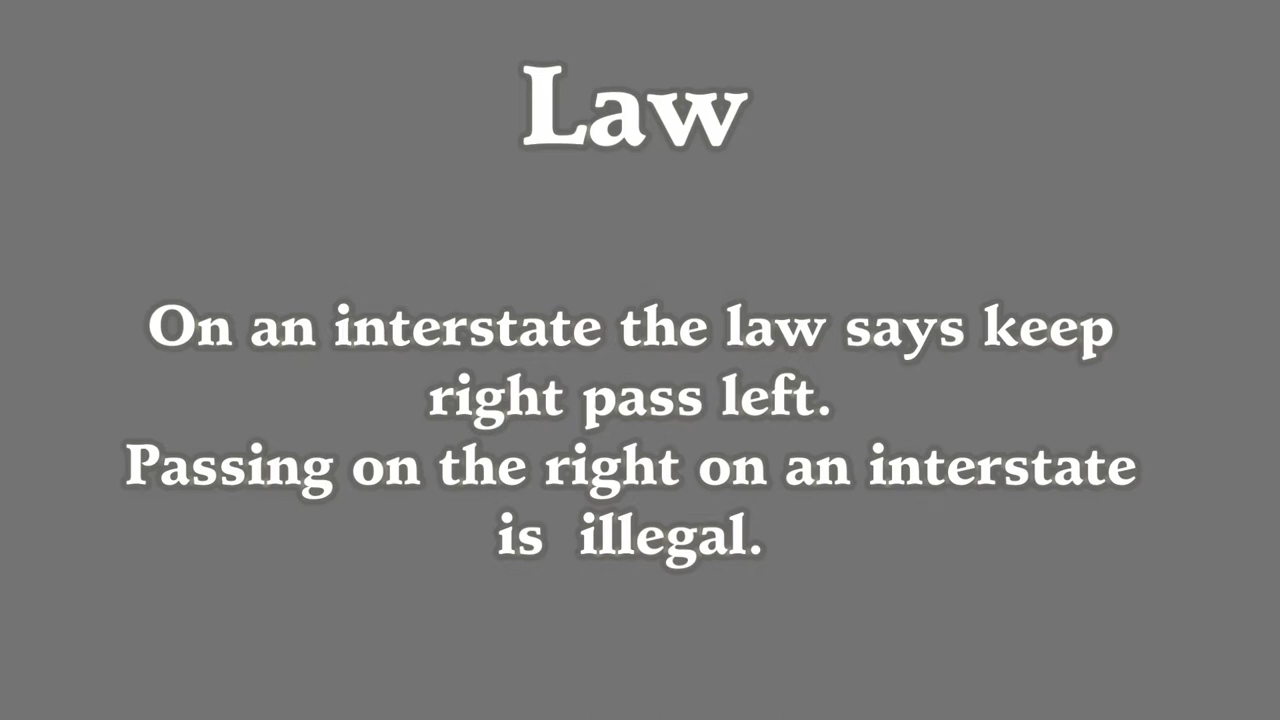 Law
On an interstate the law says keep
right pass left.
Passing on the right on an interstate
is  illegal.